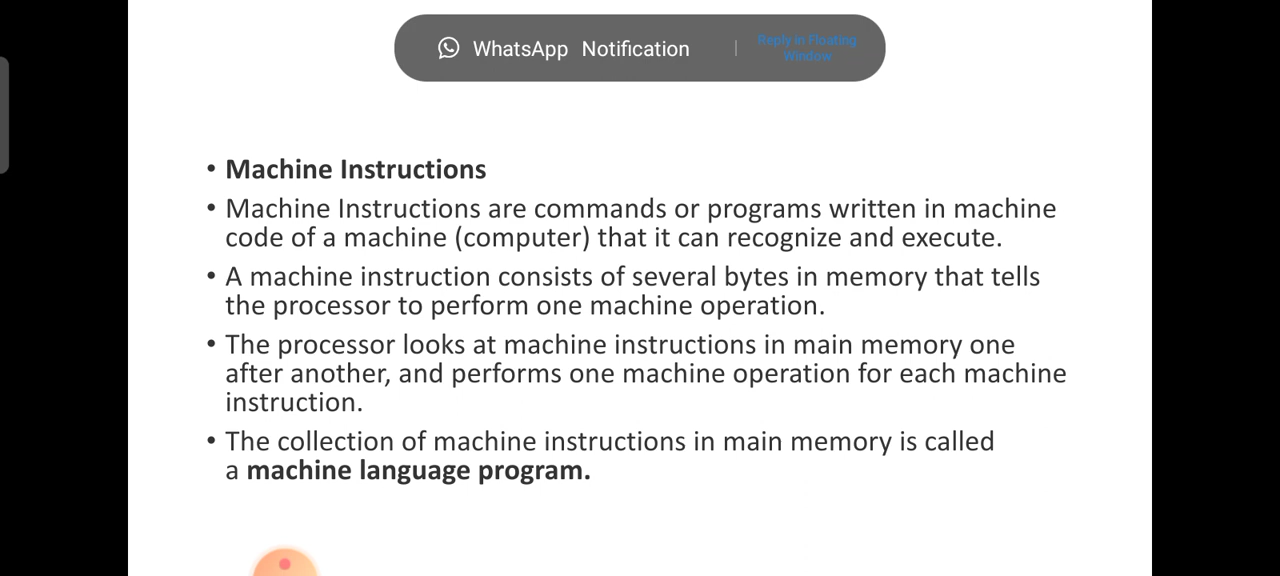 WhatsApp Notification | Reply in Floating
Window
• Machine Instructions
• Machine Instructions are commands or programs written in machine
code of a machine (computer) that it can recognize and execute.
• A machine instruction consists of several bytes in memory that tells
the processor to perform one machine operation.
• The processor looks at machine instructions in main memory one
after another, and performs one machine operation for each machine
instruction.
• The collection of machine instructions in main memory is called
a machine language program.